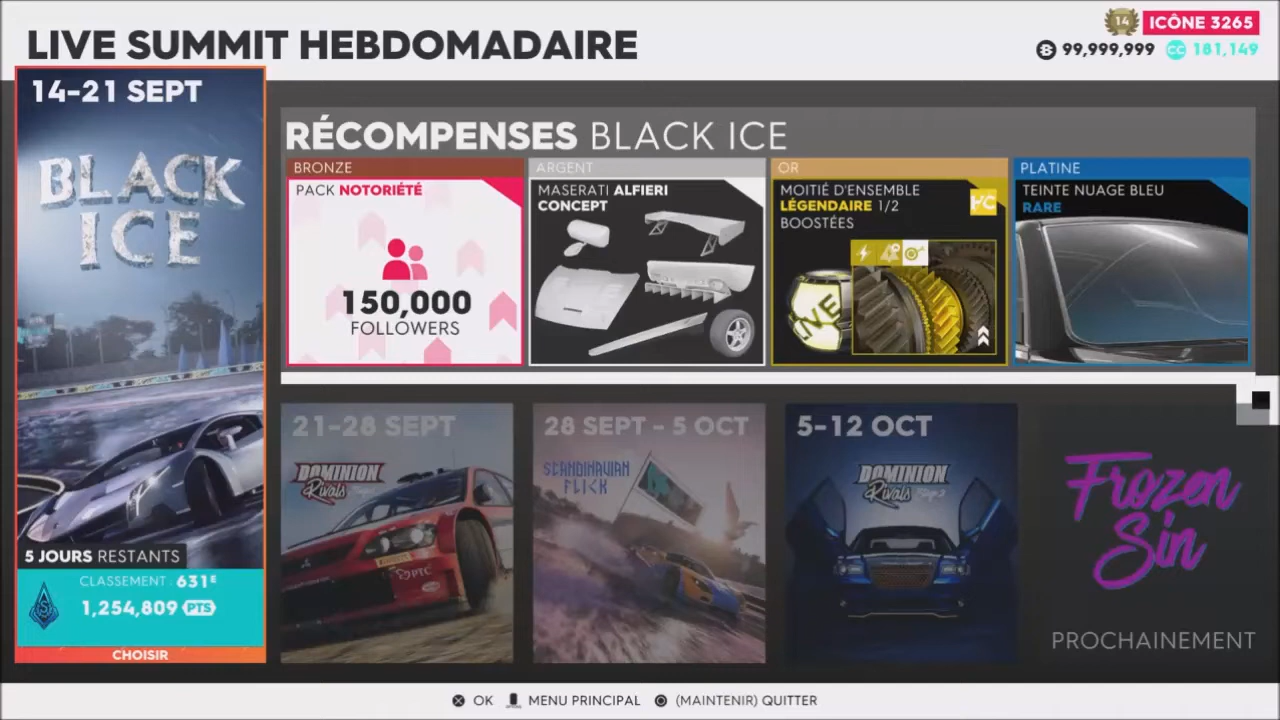 LIVE SUMMIT HEBDOMADAIRE
14
ICÔNE 3265
99,999,999
CC 181,149
14-21 SEPT
BLACK
ICE
5 JOURS RESTANTS
CLASSEMENT : 631E
1,254,809 PTS
CHOISIR
RÉCOMPENSES BLACK ICE
BRONZE
PACK NOTORIÉTÉ
150,000
FOLLOWERS
ARGENT
MASERATI ALFIERI
CONCEPT
OR
MOITIÉ D'ENSEMBLE
LÉGENDAIRE 1/2
BOOSTÉES
HC
LIVE
PLATINE
TEINTE NUAGE BLEU
RARE
21-28 SEPT
DOMINION
Rivals
PTC
28 SEPT - 5 OCT
SCANDINAVIAN
FLICK
5-12 OCT
DOMINION
Rivals
Frozen
Sin
PROCHAINEMENT
OK
MENU PRINCIPAL
(MAINTENIR) QUITTER